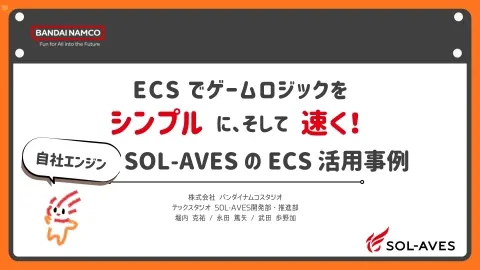 BANDAI NAMCO
Fun for All into the Future
ECS でゲームロジックを
シンプル に、そして 速く!
自社エンジン
SOL-AVES の ECS 活用事例
株式会社 バンダイナムコスタジオ
テックスタジオ SOL-AVES開発部・推進部
堀内 克祐 / 永田 篤矢 / 武田 歩野加
SOL-AVES